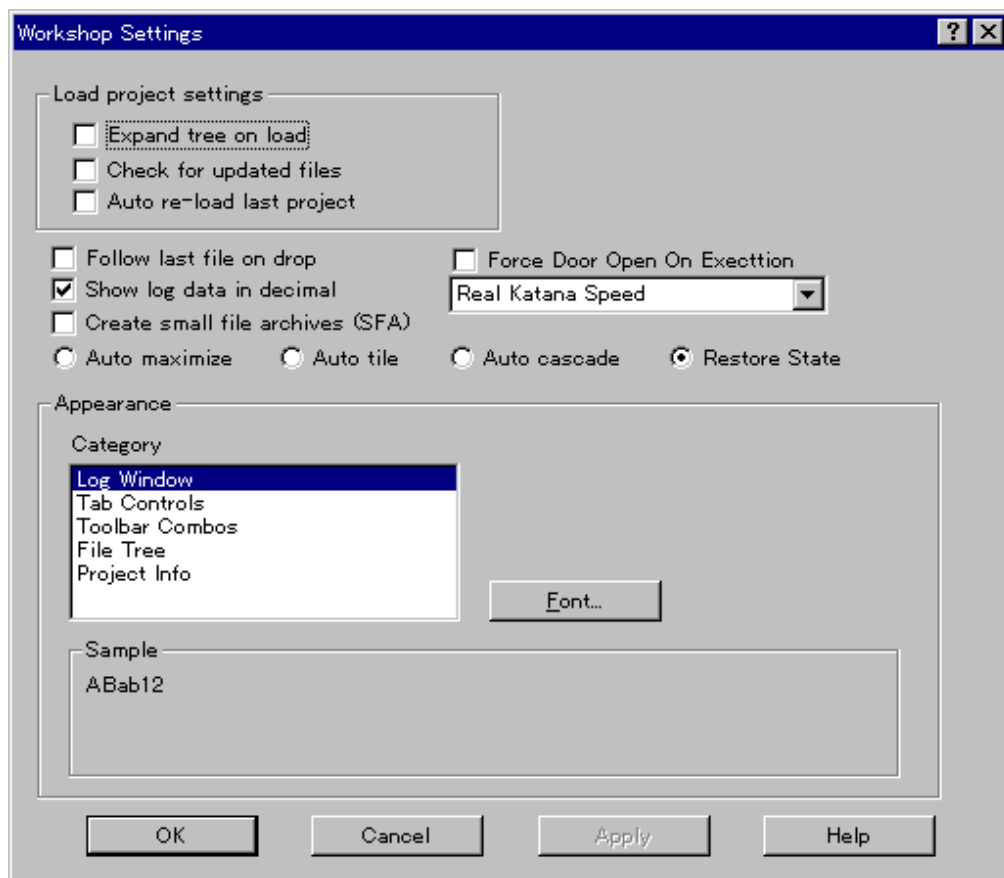 Workshop Settings
Load project settings
Expand tree on load
Check for updated files
Auto re-load last project
Follow last file on drop
Force Door Open On Exection
Show log data in decimal
Real Katana Speed
Create small file archives (SFA)
Auto maximize Auto tile Auto cascade Restore State
Appearance
Category
Log Window
Tab Controls
Toolbar Combos
File Tree
Project Info
Font...
Sample
ABab12
OK Cancel Apply Help